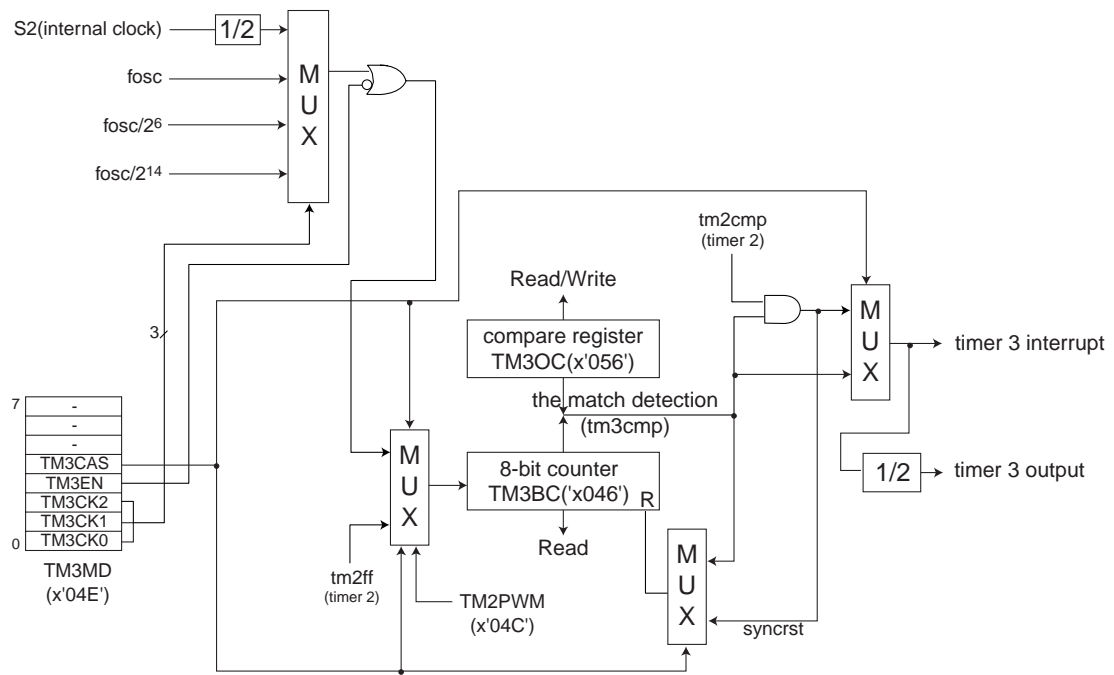 S2(internal clock)
1/2
fosc
fosc/2⁶
fosc/2¹⁴
M
U
X
tm2cmp
(timer 2)
Read/Write
compare register
TM3OC(x'056')
the match detection
(tm3cmp)
M
U
X
timer 3 interrupt
1/2
timer 3 output
3
7
-
-
-
TM3CAS
TM3EN
TM3CK2
TM3CK1
0
TM3CK0
TM3MD
(x'04E')
M
U
X
8-bit counter
TM3BC('x046')
R
Read
tm2ff
(timer 2)
TM2PWM
(x'04C')
M
U
X
syncrst